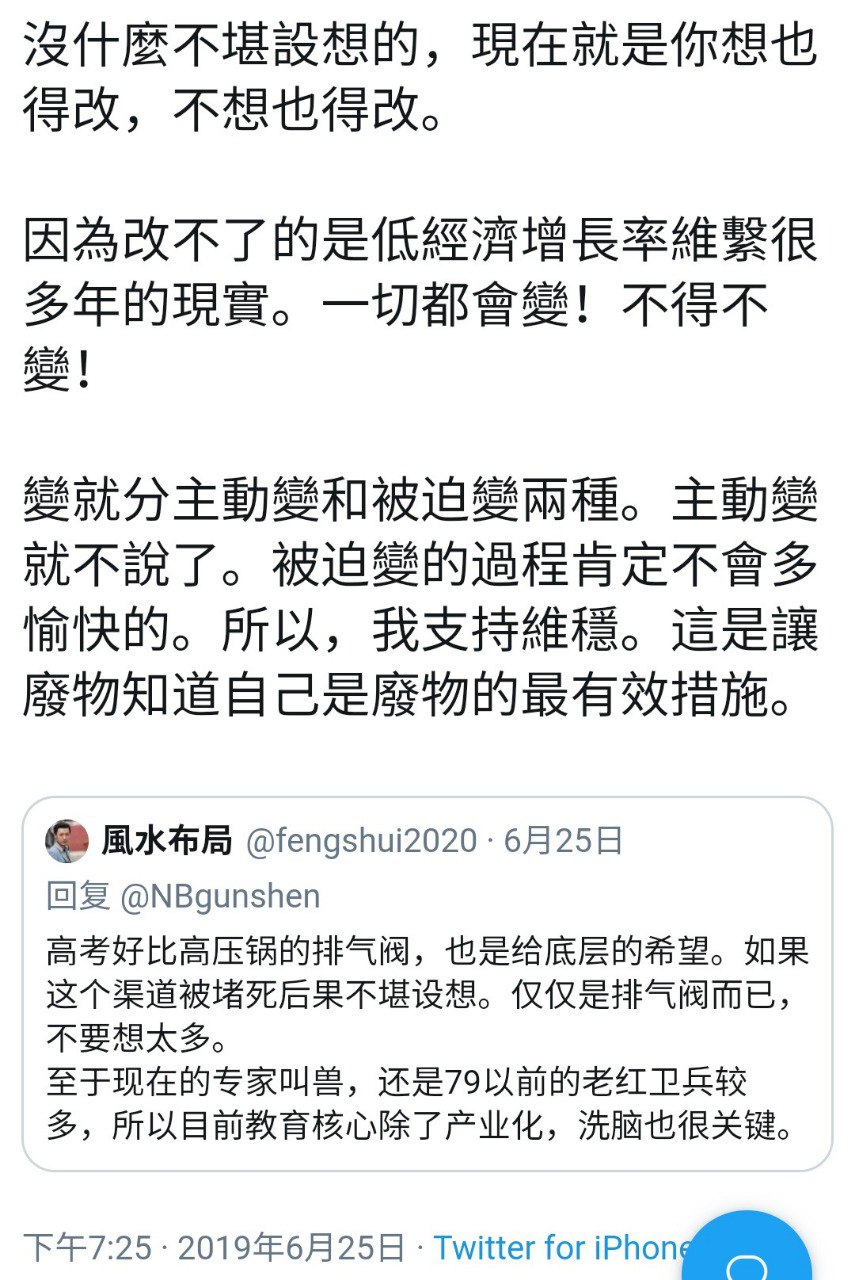 沒什麼不堪設想的，現在就是你想也
得改，不想也得改。
因為改不了的是低經濟增長率維繫很
多年的現實。一切都會變！不得不
變！
變就分主動變和被迫變兩種。主動變
就不說了。被迫變的過程肯定不會多
愉快的。所以，我支持維穩。這是讓
廢物知道自己是廢物的最有效措施。
風水布局 @fengshui2020 · 6月25日
回复 @NBgunshen
高考好比高压锅的排气阀，也是给底层的希望。如果
这个渠道被堵死后果不堪设想。仅仅是排气阀而已，
不要想太多。
至于现在的专家叫兽，还是79以前的老红卫兵较
多，所以目前教育核心除了产业化，洗脑也很关键。
下午7:25 · 2019年6月25日 · Twitter for iPhone